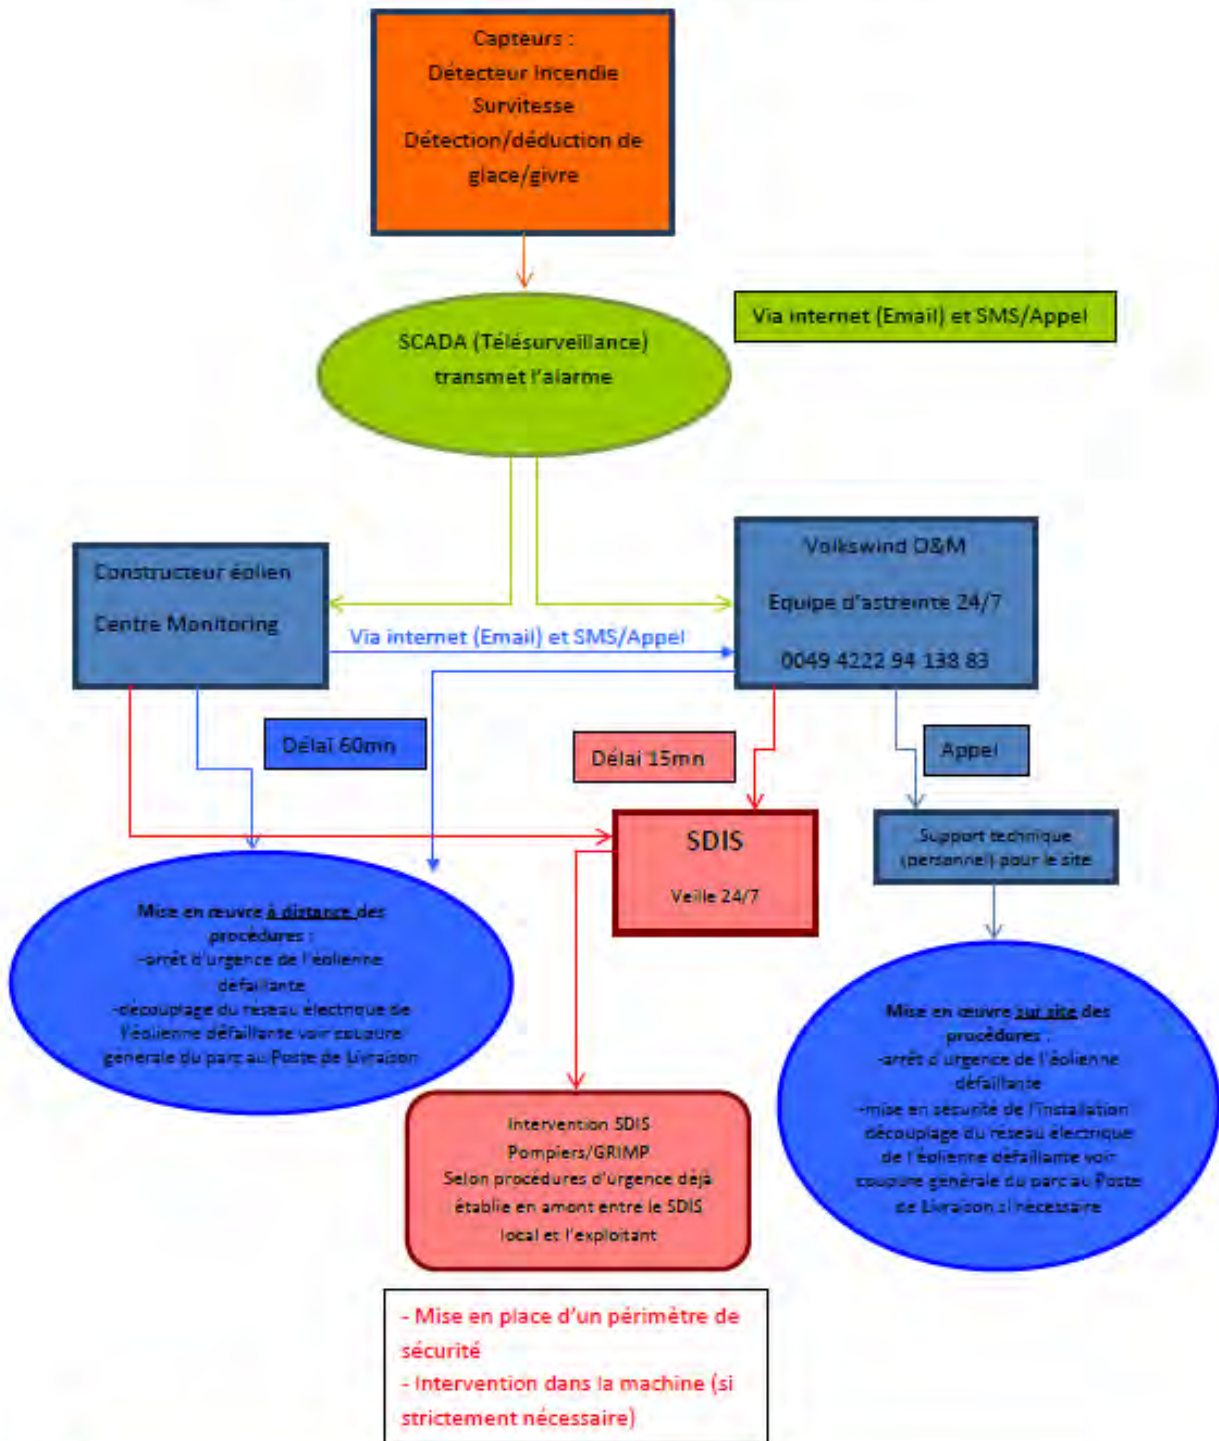 Capteurs :
Détecteur Incendie
Survitesse
Détection/déduction de
glace/givre
Via internet (Email) et SMS/Appel
SCADA (Télésurveillance)
transmet l'alarme
Constructeur éolien
Centre Monitoring
Volkswind O&M
Equipe d'astreinte 24/7
0049 4222 94 138 83
Via internet (Email) et SMS/Appel
Délai 60mn
Délai 15mn
Appel
SDIS
Veille 24/7
Support technique
(personnel) pour le site
Mise en œuvre à distance des
procédures :
-arrêt d'urgence de l'éolienne
défaillante
-découplage du réseau électrique de
l'éolienne défaillante voir coupure
générale du parc au Poste de Livraison
Mise en œuvre sur site des
procédures :
-arrêt d'urgence de l'éolienne
défaillante
-mise en sécurité de l'installation
découplage du réseau électrique
de l'éolienne défaillante voir
coupure générale du parc au Poste
de Livraison si nécessaire
Intervention SDIS
Pompiers/GRIMP
Selon procédures d'urgence déjà
établie en amont entre le SDIS
local et l'exploitant
- Mise en place d'un périmètre de
sécurité
- Intervention dans la machine (si
strictement nécessaire)